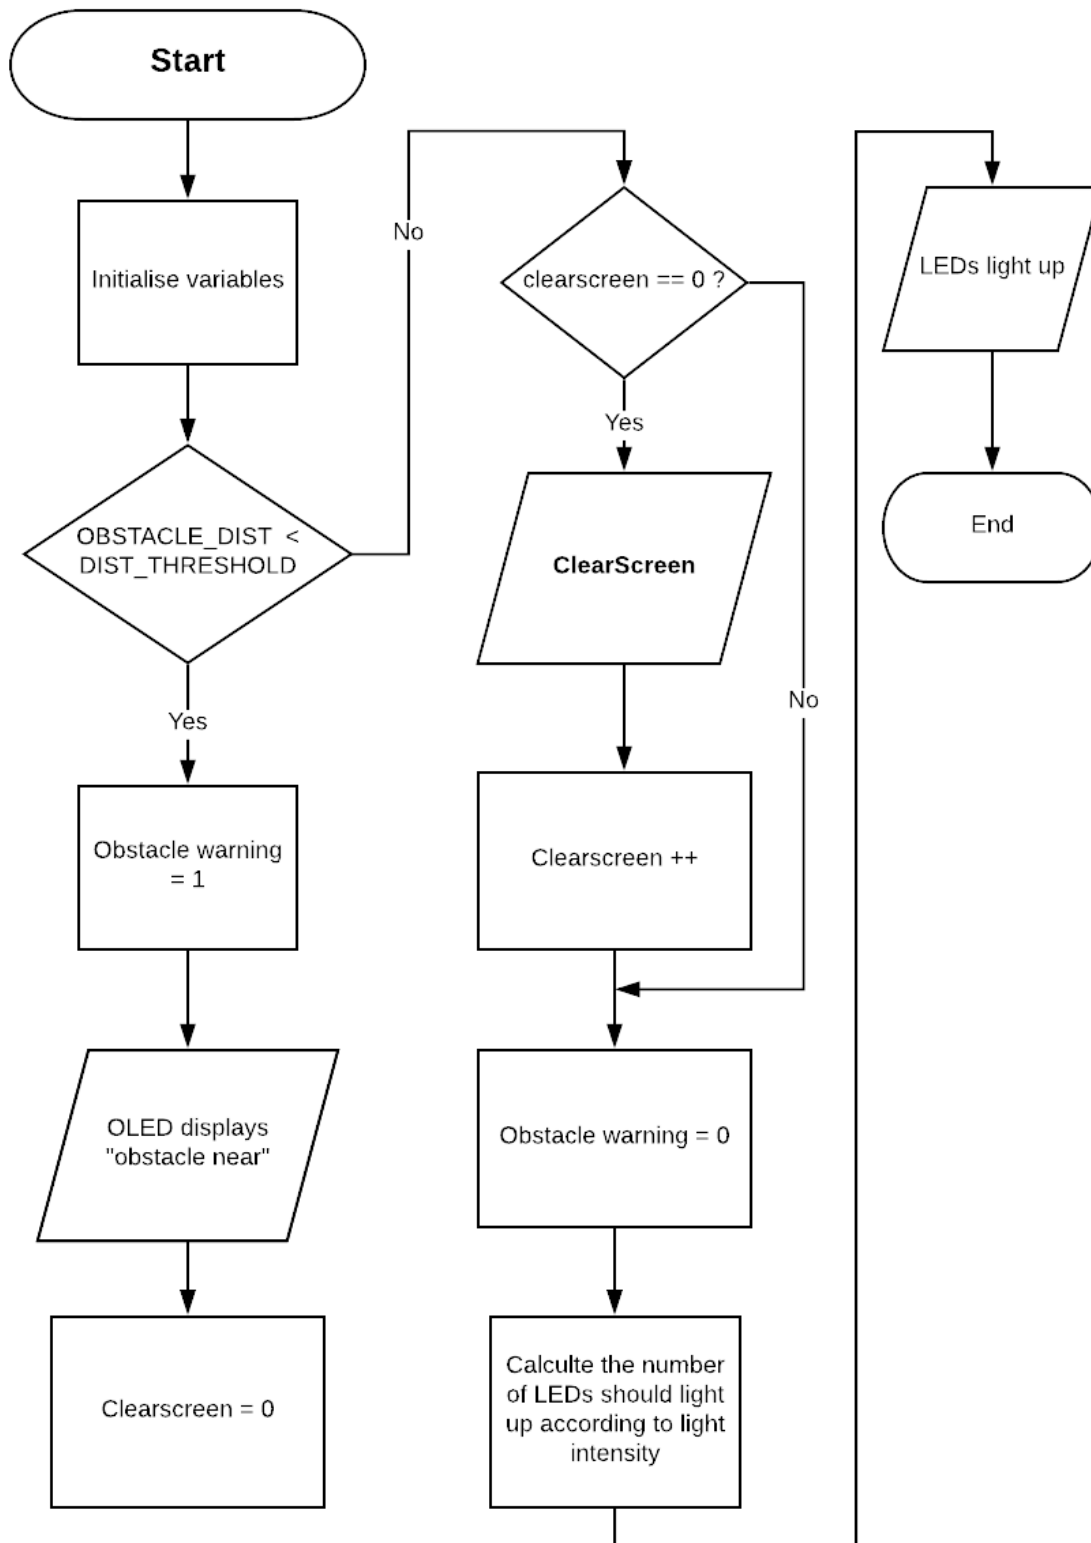 Start
Initialise variables
OBSTACLE_DIST <
DIST_THRESHOLD
Yes
No
Obstacle warning
= 1
OLED displays
"obstacle near"
Clearscreen = 0
clearscreen == 0 ?
Yes
No
ClearScreen
Clearscreen ++
Obstacle warning = 0
Calculte the number
of LEDs should light
up according to light
intensity
LEDs light up
End